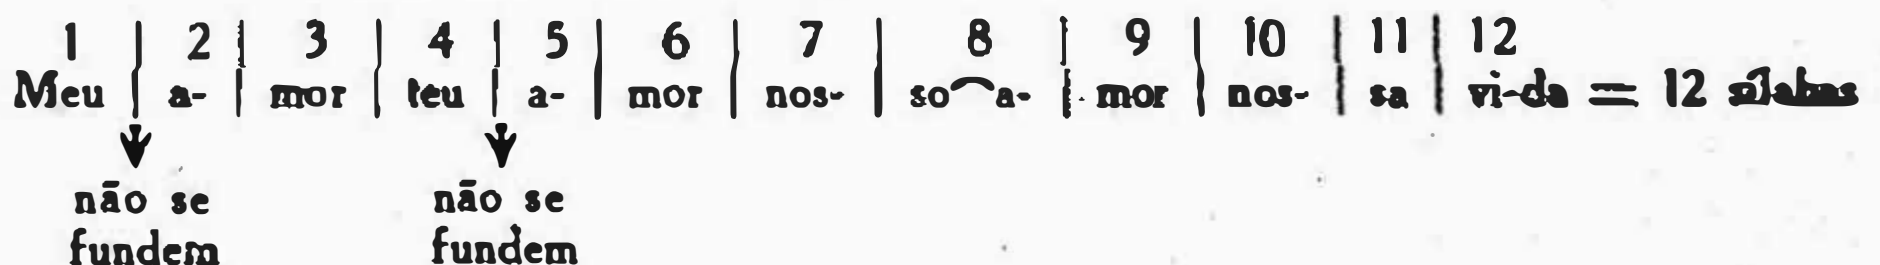 1 | 2 | 3 | 4 | 5 | 6 | 7 | 8 | 9 | 10 | 11 | 12
Meu | a- | mor | teu | a- | mor | nos- | so⁀a- | mor | nos- | sa | vi-da = 12 sílabas
não se não se
fundem fundem